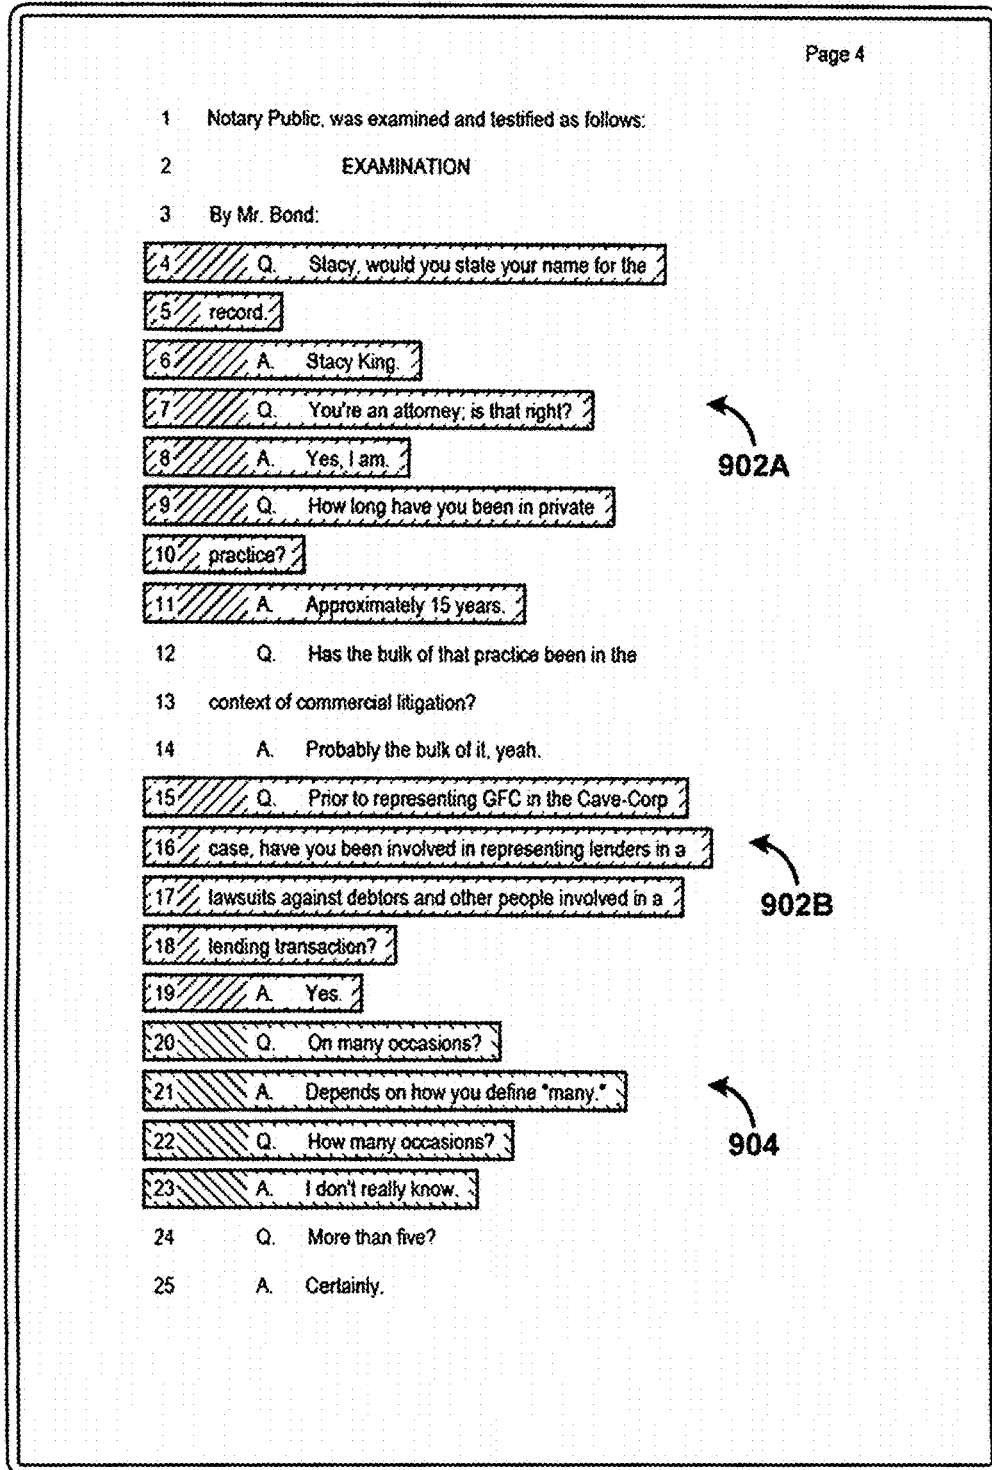 Page 4
1 Notary Public, was examined and testified as follows:
2 EXAMINATION
3 By Mr. Bond:
4 Q. Stacy, would you state your name for the
5 record.
6 A. Stacy King.
7 Q. You're an attorney; is that right?
902A
8 A. Yes, I am.
9 Q. How long have you been in private
10 practice?
11 A. Approximately 15 years.
12 Q. Has the bulk of that practice been in the
13 context of commercial litigation?
14 A. Probably the bulk of it, yeah.
15 Q. Prior to representing GFC in the Cave-Corp
16 case, have you been involved in representing lenders in a
902B
17 lawsuits against debtors and other people involved in a
18 lending transaction?
19 A. Yes.
20 Q. On many occasions?
21 A. Depends on how you define "many."
904
22 Q. How many occasions?
23 A. I don't really know.
24 Q. More than five?
25 A. Certainly.